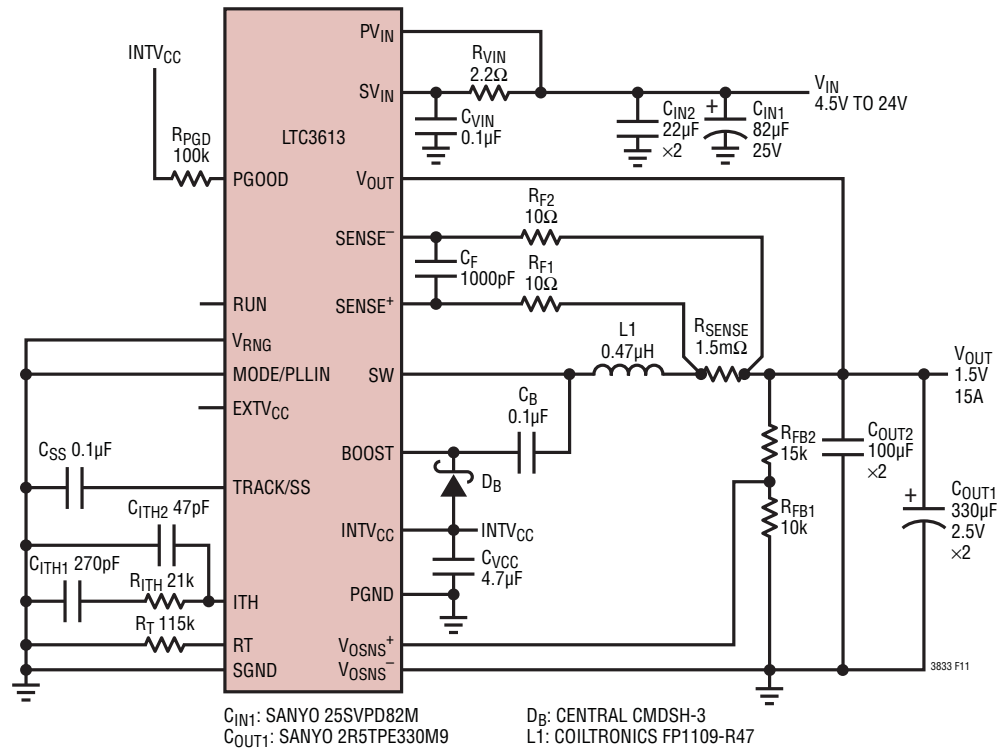 PVIN
INTVCC
RVIN
2.2Ω
VIN
4.5V TO 24V
SVIN
CVIN
0.1µF
CIN2
22µF
×2
+
CIN1
82µF
25V
LTC3613
RPGD
100k
PGOOD
VOUT
RF2
10Ω
SENSE–
CF
1000pF
RF1
10Ω
SENSE+
RUN
VRNG
L1
0.47µH
RSENSE
1.5mΩ
VOUT
1.5V
15A
MODE/PLLIN
SW
EXTVCC
CB
0.1µF
RFB2
15k
COUT2
100µF
×2
CSS 0.1µF
BOOST
DB
TRACK/SS
+
COUT1
330µF
2.5V
×2
CITH2 47pF
INTVCC
INTVCC
RFB1
10k
CITH1 270pF
CVCC
4.7µF
RITH 21k
ITH
PGND
RT 115k
RT
VOSNS+
SGND
VOSNS–
3833 F11
CIN1: SANYO 25SVPD82M
COUT1: SANYO 2R5TPE330M9
DB: CENTRAL CMDSH-3
L1: COILTRONICS FP1109-R47